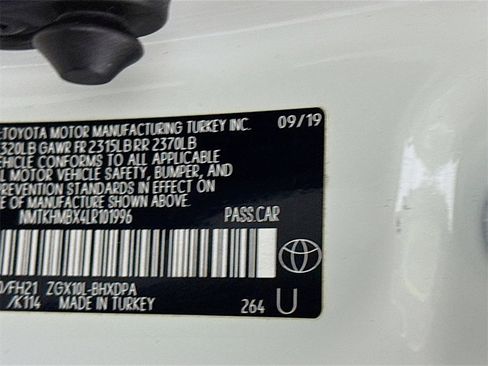 :TOYOTA MOTOR MANUFACTURING TURKEY INC. 09/19
320LB GAWR FR 2315LB RR 2370LB
VEHICLE CONFORMS TO ALL APPLICABLE
L MOTOR VEHICLE SAFETY, BUMPER, AND
PREVENTION STANDARDS IN EFFECT ON
E OF MANUFACTURE SHOWN ABOVE.
NMTKHMBX4LR101996 PASS.CAR
/FH21 ZGX10L-BHXDPA
/K114 MADE IN TURKEY 264 U